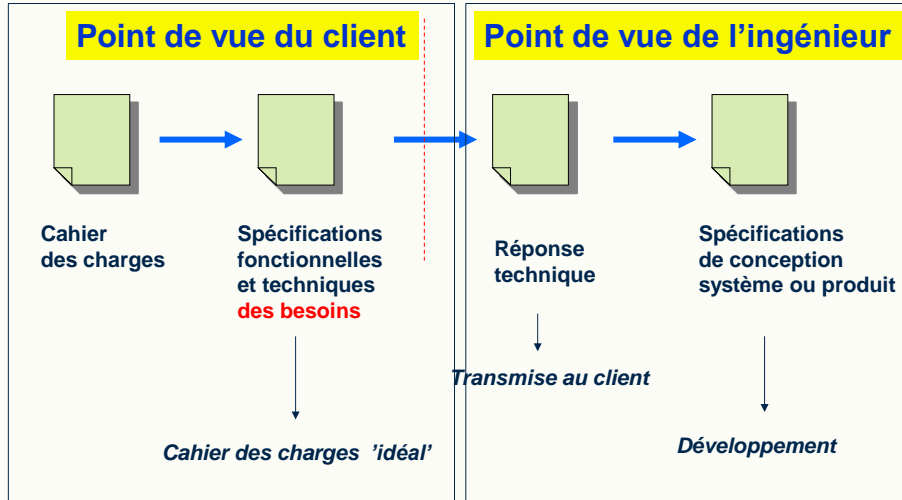 Point de vue du client
Cahier
des charges
Spécifications
fonctionnelles
et techniques
des besoins
Cahier des charges 'idéal'
Point de vue de l'ingénieur
Réponse
technique
Transmise au client
Spécifications
de conception
système ou produit
Développement